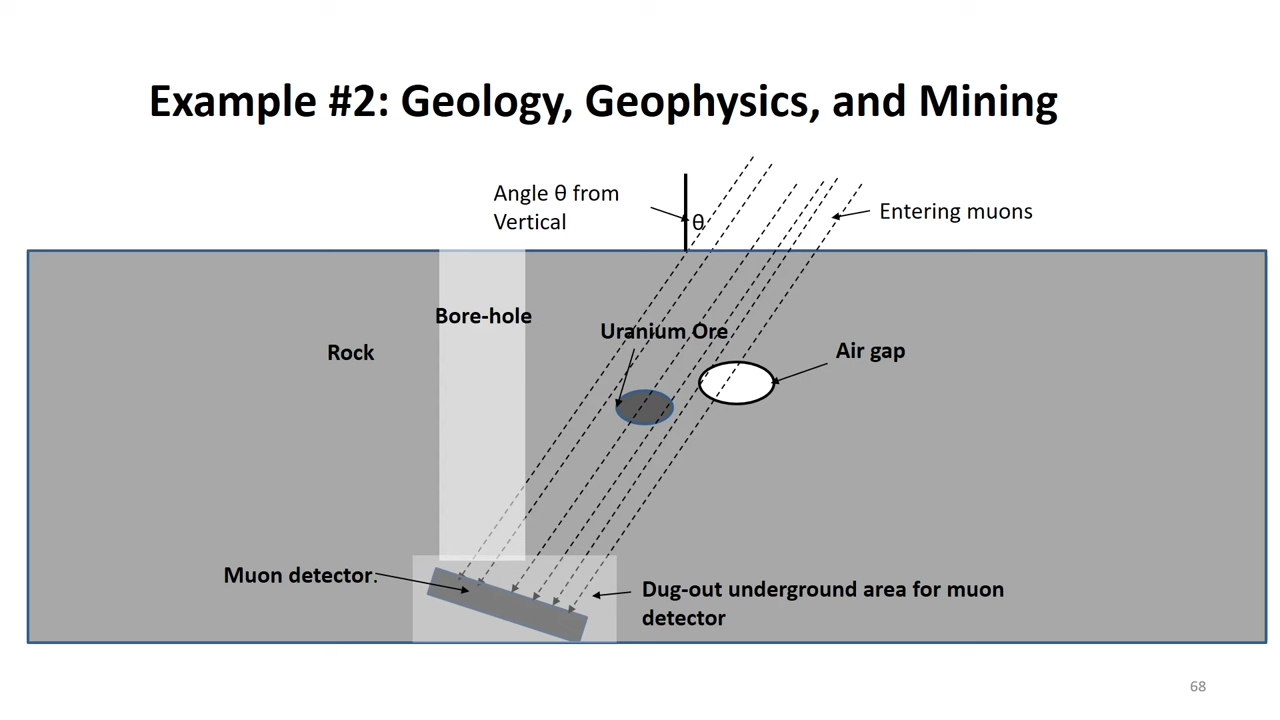 Example #2: Geology, Geophysics, and Mining
Angle θ from
Vertical
θ
Entering muons
Bore-hole
Uranium Ore
Rock
Air gap
Muon detector.
Dug-out underground area for muon
detector
68